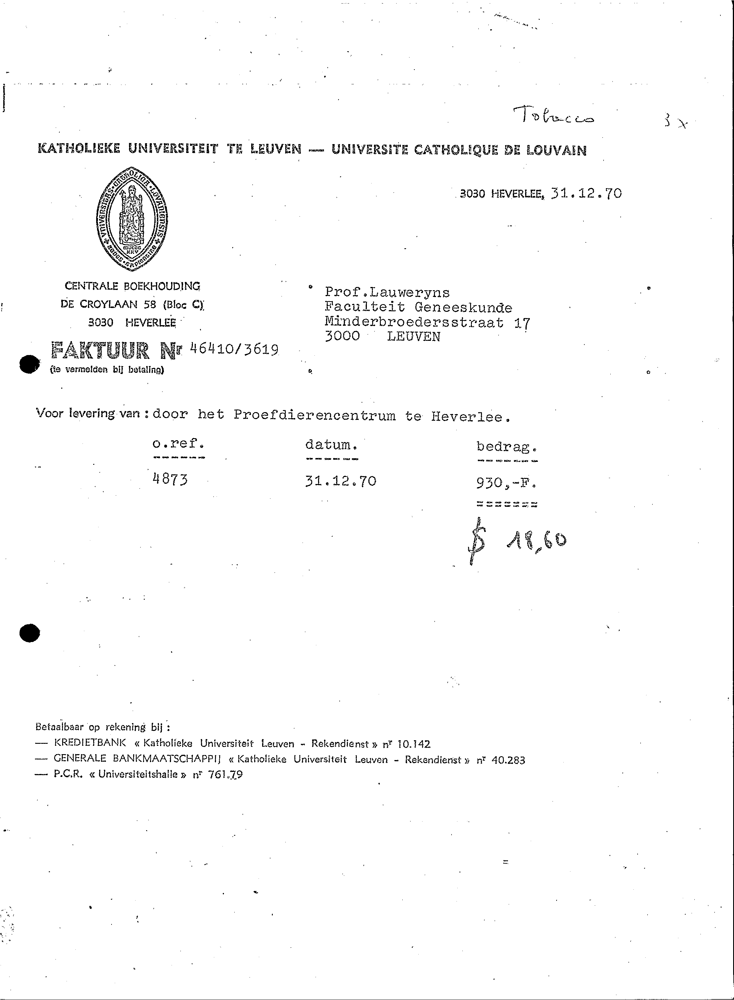 Tobacco 3x
KATHOLIEKE UNIVERSITEIT TE LEUVEN — UNIVERSITE CATHOLIQUE DE LOUVAIN
3030 HEVERLEE, 31.12.70
CENTRALE BOEKHOUDING
DE CROYLAAN 58 (Bloc C)
3030 HEVERLEE
Prof.Lauweryns
Faculteit Geneeskunde
Minderbroedersstraat 17
3000 LEUVEN
FAKTUUR Nr 46410/3619
(te vermelden bij betaling)
Voor levering van : door het Proefdierencentrum te Heverlee.
o.ref. datum. bedrag.
4873 31.12.70 930,-F.
$ 18,60
Betaalbaar op rekening bij :
— KREDIETBANK « Katholieke Universiteit Leuven - Rekendienst » nr 10.142
— GENERALE BANKMAATSCHAPPIJ « Katholieke Universiteit Leuven - Rekendienst » nr 40.283
— P.C.R. « Universiteitshalle » nr 761.79